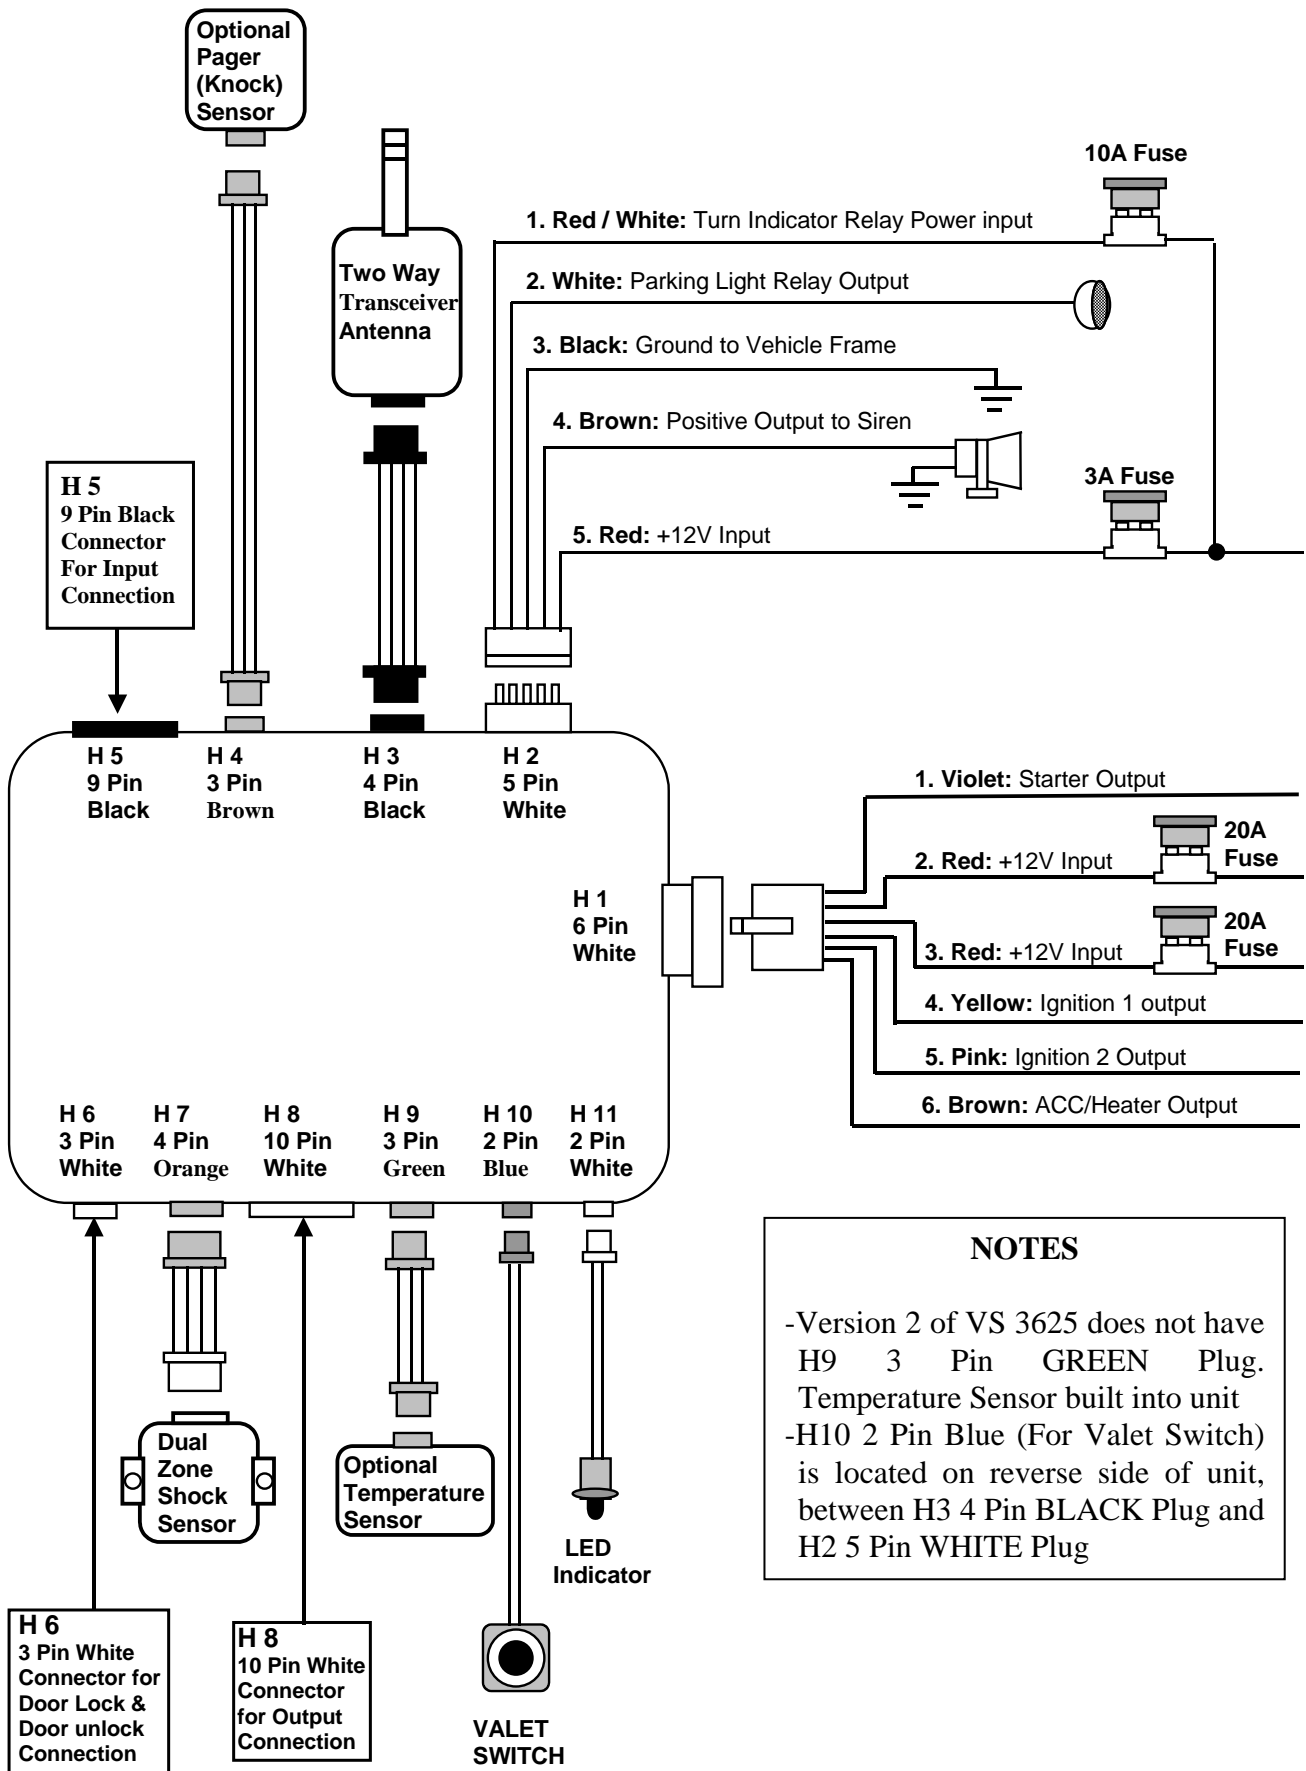 Optional
Pager
(Knock)
Sensor
10A Fuse
1. Red / White: Turn Indicator Relay Power input
Two Way
Transceiver
Antenna
2. White: Parking Light Relay Output
3. Black: Ground to Vehicle Frame
4. Brown: Positive Output to Siren
H 5
9 Pin Black
Connector
For Input
Connection
3A Fuse
5. Red: +12V Input
H 5
9 Pin
Black
H 4
3 Pin
Brown
H 3
4 Pin
Black
H 2
5 Pin
White
1. Violet: Starter Output
20A
Fuse
2. Red: +12V Input
H 1
6 Pin
White
20A
Fuse
3. Red: +12V Input
4. Yellow: Ignition 1 output
5. Pink: Ignition 2 Output
6. Brown: ACC/Heater Output
H 6
3 Pin
White
H 7
4 Pin
Orange
H 8
10 Pin
White
H 9
3 Pin
Green
H 10
2 Pin
Blue
H 11
2 Pin
White
NOTES
-Version 2 of VS 3625 does not have
H9 3 Pin GREEN Plug.
Temperature Sensor built into unit
-H10 2 Pin Blue (For Valet Switch)
is located on reverse side of unit,
between H3 4 Pin BLACK Plug and
H2 5 Pin WHITE Plug
Dual
Zone
Shock
Sensor
Optional
Temperature
Sensor
LED
Indicator
H 6
3 Pin White
Connector for
Door Lock &
Door unlock
Connection
H 8
10 Pin White
Connector
for Output
Connection
VALET
SWITCH